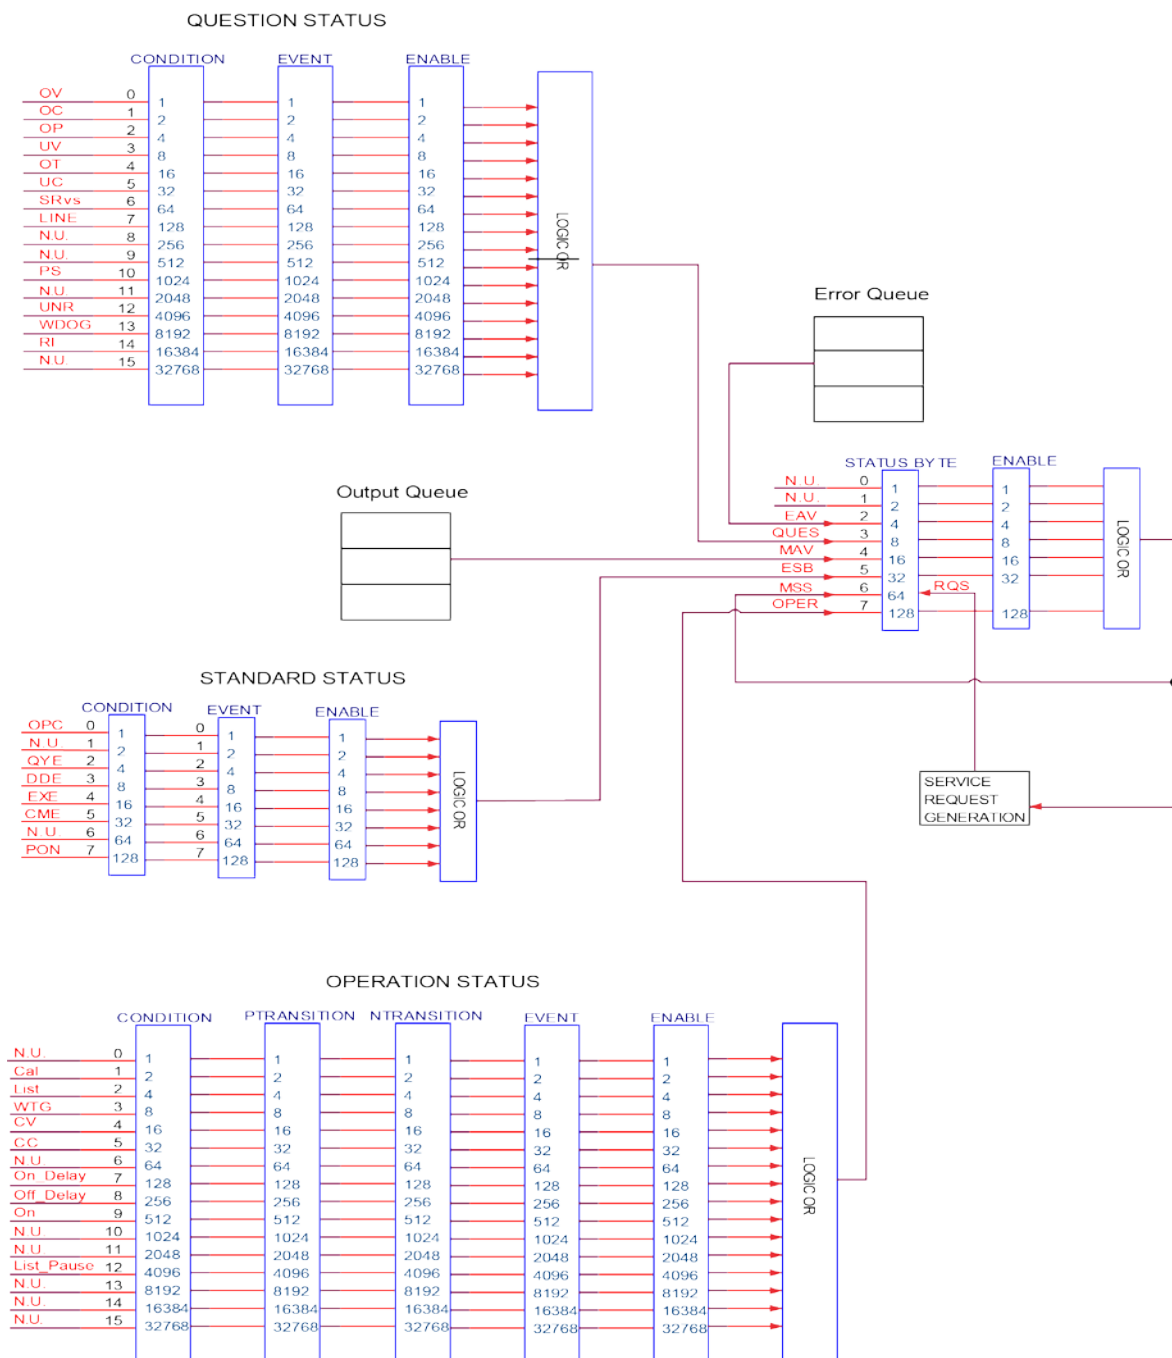 QUESTION STATUS
CONDITION EVENT ENABLE
OV 0 1 1 1
OC 1 2 2 2
OP 2 4 4 4
UV 3 8 8 8
OT 4 16 16 16
UC 5 32 32 32
SRvs 6 64 64 64
LINE 7 128 128 128
N.U. 8 256 256 256
N.U. 9 512 512 512
PS 10 1024 1024 1024
N.U. 11 2048 2048 2048
UNR 12 4096 4096 4096
WDOG 13 8192 8192 8192
RI 14 16384 16384 16384
N.U. 15 32768 32768 32768
LOGIC OR
Error Queue
Output Queue
STATUS BYTE ENABLE
N.U. 0 1 1
N.U. 1 2 2
EAV 2 4 4
QUES 3 8 8
MAV 4 16 16
ESB 5 32 32
MSS 6 64 RQS
OPER 7 128 128
LOGIC OR
SERVICE
REQUEST
GENERATION
STANDARD STATUS
CONDITION EVENT ENABLE
OPC 0 1 0 1 1
N.U. 1 2 1 2 2
QYE 2 4 2 4 4
DDE 3 8 3 8 8
EXE 4 16 4 16 16
CME 5 32 5 32 32
N.U. 6 64 6 64 64
PON 7 128 7 128 128
LOGIC OR
OPERATION STATUS
CONDITION PTRANSITION NTRANSITION EVENT ENABLE
N.U. 0 1 1 1 1 1
Cal 1 2 2 2 2 2
List 2 4 4 4 4 4
WTG 3 8 8 8 8 8
CV 4 16 16 16 16 16
CC 5 32 32 32 32 32
N.U 6 64 64 64 64 64
On_Delay 7 128 128 128 128 128
Off_Delay 8 256 256 256 256 256
On 9 512 512 512 512 512
N.U. 10 1024 1024 1024 1024 1024
N.U. 11 2048 2048 2048 2048 2048
List_Pause 12 4096 4096 4096 4096 4096
N.U. 13 8192 8192 8192 8192 8192
N.U. 14 16384 16384 16384 16384 16384
N.U. 15 32768 32768 32768 32768 32768
LOGIC OR